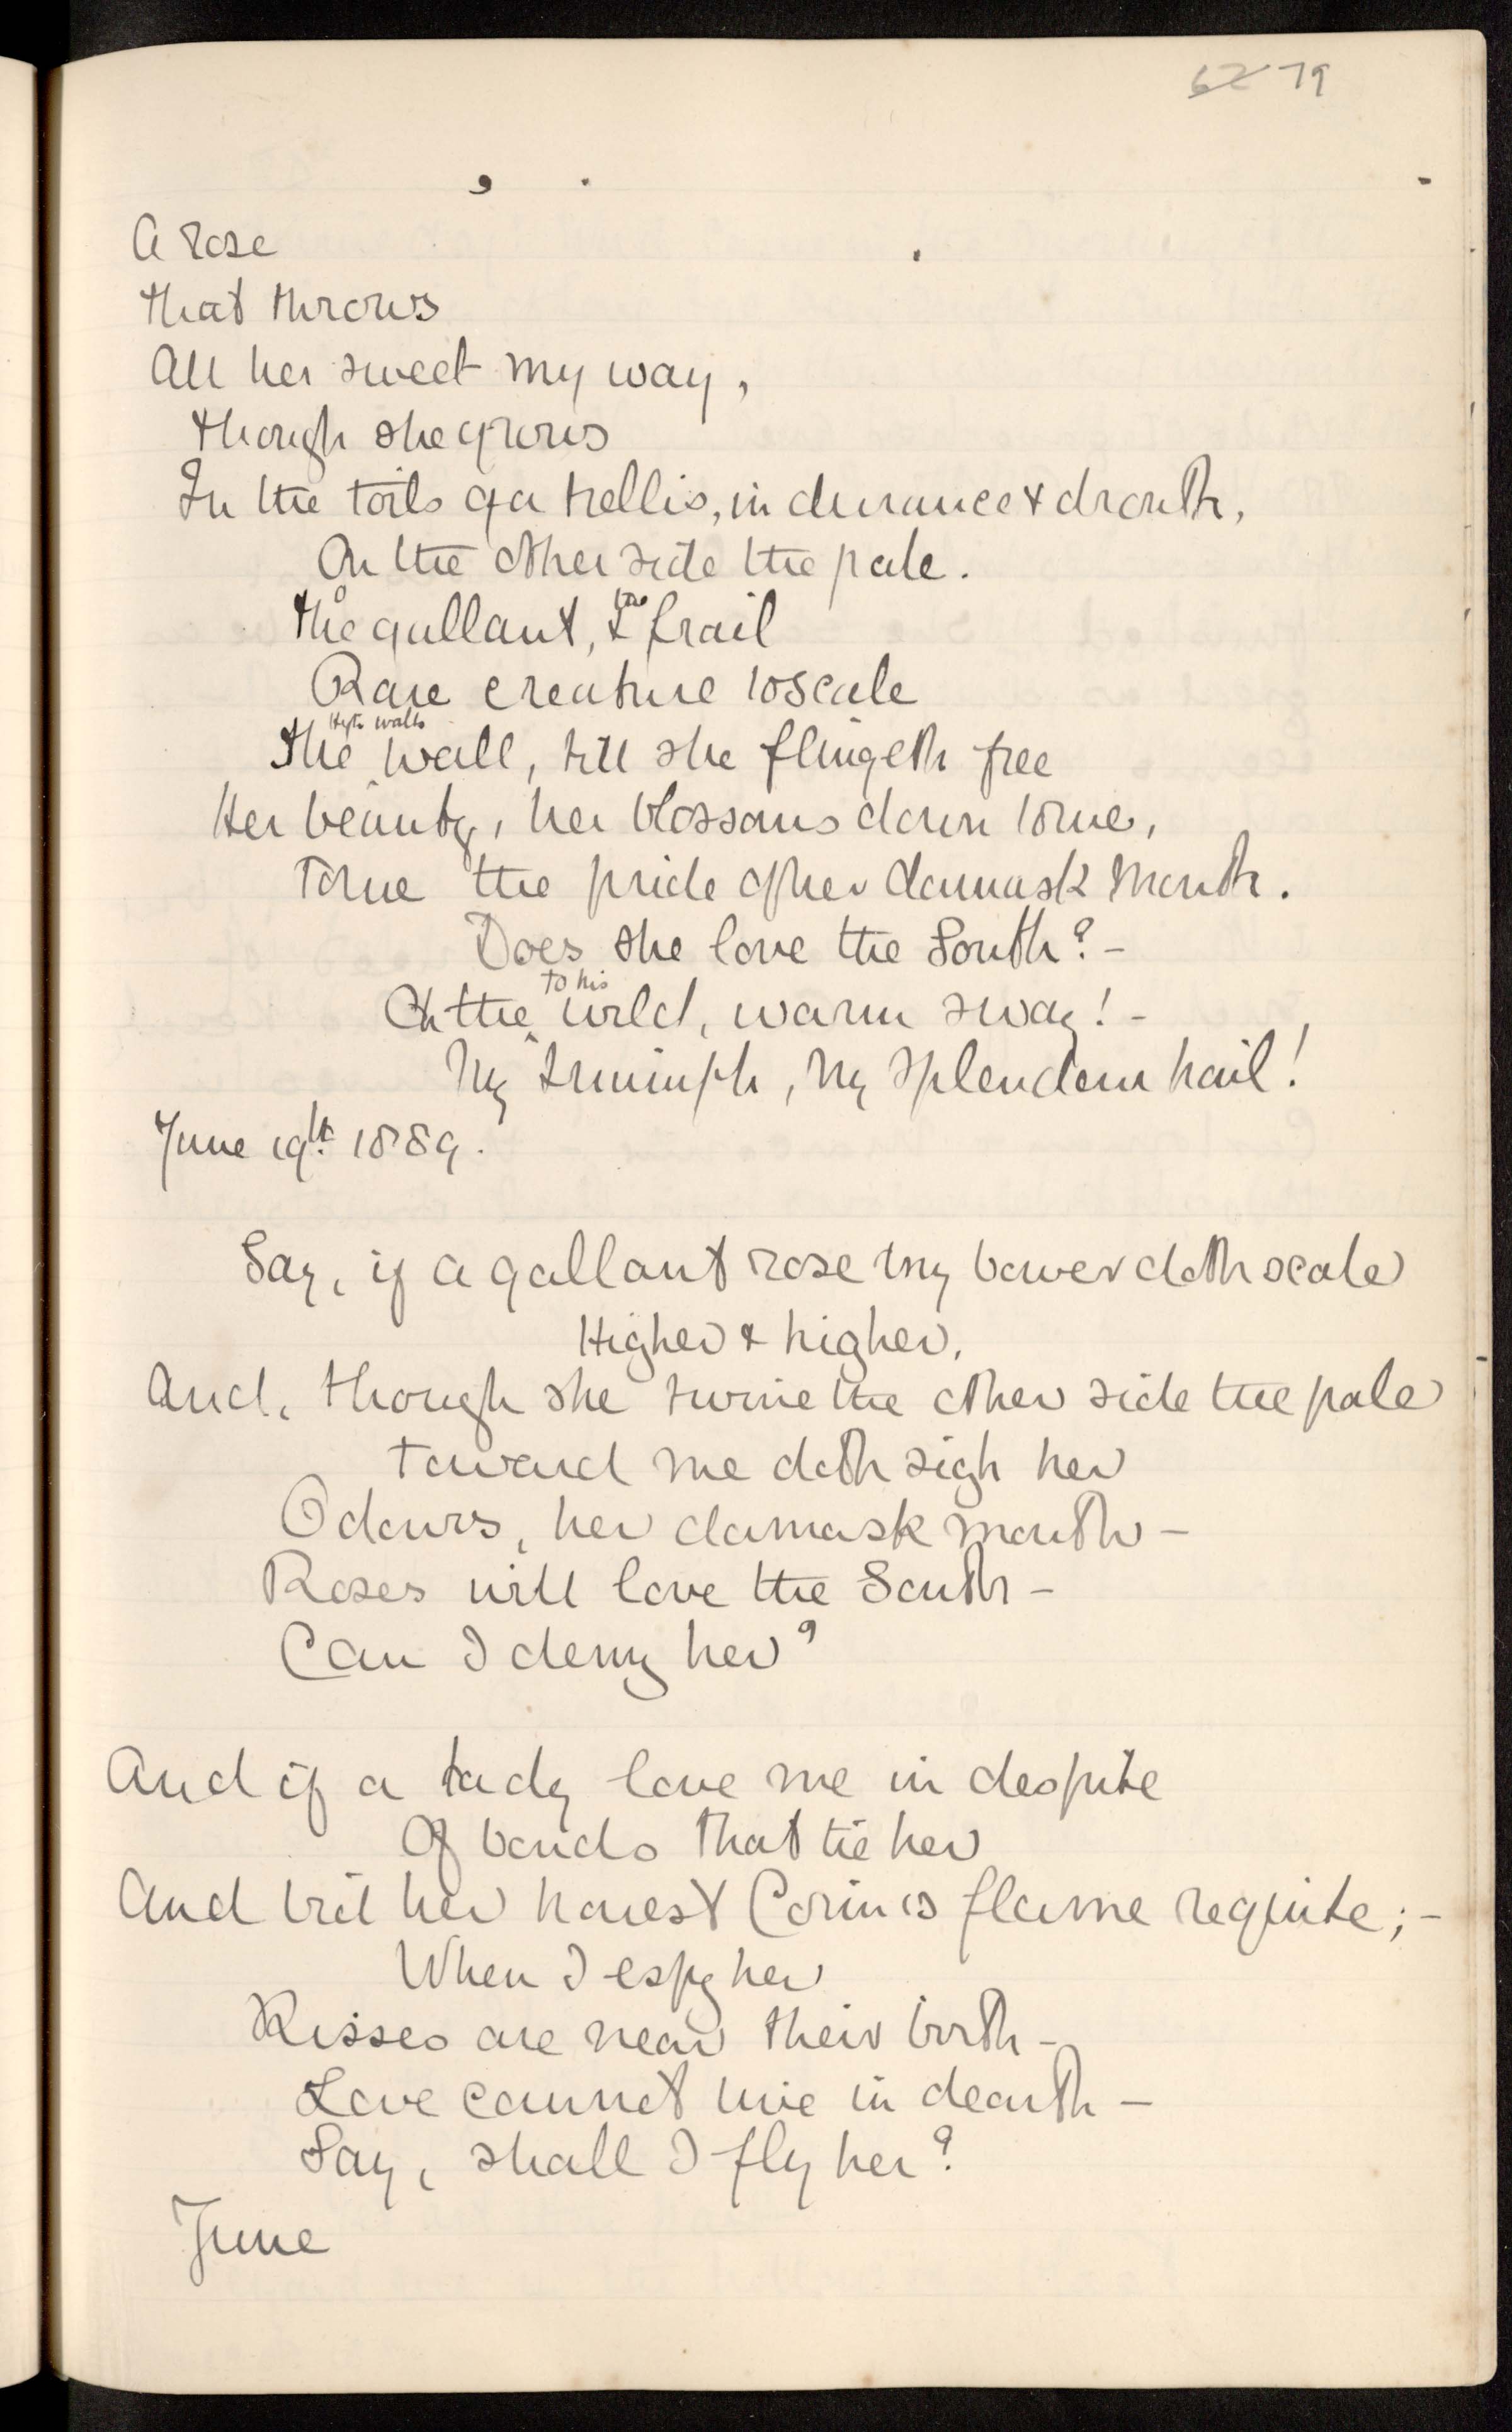 62 79
A rose
that throws
All her sweet my way,
though she grows
In the toils of a trellis, in durance & drouth,
On the other side the pale.
The gallant, & frail
Rare creature to scale
High walls
The wall, till she flingeth free
Her beauty, her blossoms down to me,
To me the pride of her damask mouth.
Does she love the South? –
to his
Oh the wild, warm sway! –
My triumph, my splendour hail!
June 19th. 1889.
Say, if a gallant rose my bower doth scale
Higher & higher,
And, though she twine the other side the pale
toward me doth sigh her
Odours, her damask mouth –
Roses will love the South –
Can I deny her?
And if a lady love me in despite
Of bonds that tie her
And bid her honest Corin's flame requite; –
When I espy her
Kisses are near their birth –
Love cannot live in dearth –
Say, shall I fly her?
June